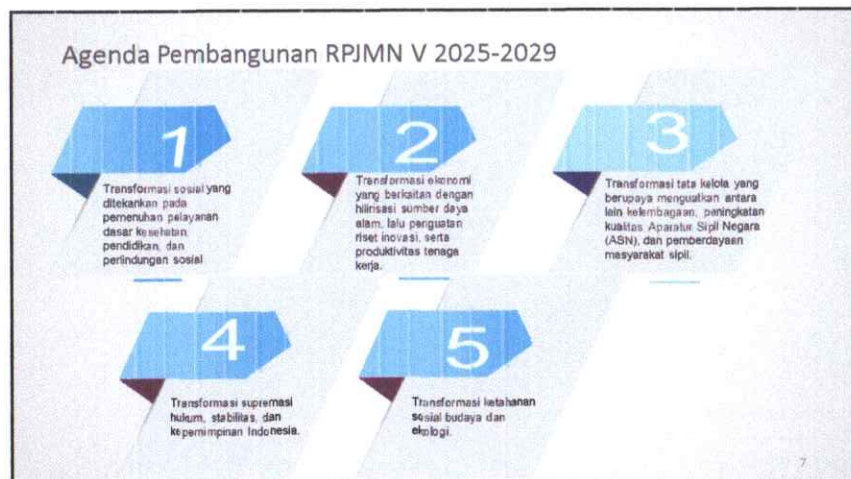 Agenda Pembangunan RPJMN V 2025-2029
1
Transformasi sosial yang
ditekankan pada
pemenuhan pelayanan
dasar kesehatan,
pendidikan, dan
perlindungan sosial
2
Transformasi ekonomi
yang berkaitan dengan
hilirisasi sumber daya
alam, lalu penguatan
riset inovasi, serta
produktivitas tenaga
kerja.
3
Transformasi tata kelola yang
berupaya menguatkan antara
lain kelembagaan, peningkatan
kualitas Aparatur Sipil Negara
(ASN), dan pemberdayaan
masyarakat sipil.
4
Transformasi supremasi
hukum, stabilitas, dan
kepemimpinan Indonesia.
5
Transformasi ketahanan
sosial budaya dan
ekologi.
7